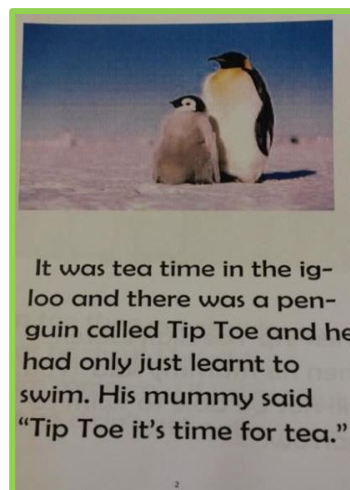 It was tea time in the ig-
loo and there was a pen-
guin called Tip Toe and he
had only just learnt to
swim. His mummy said
“Tip Toe it’s time for tea.”
2